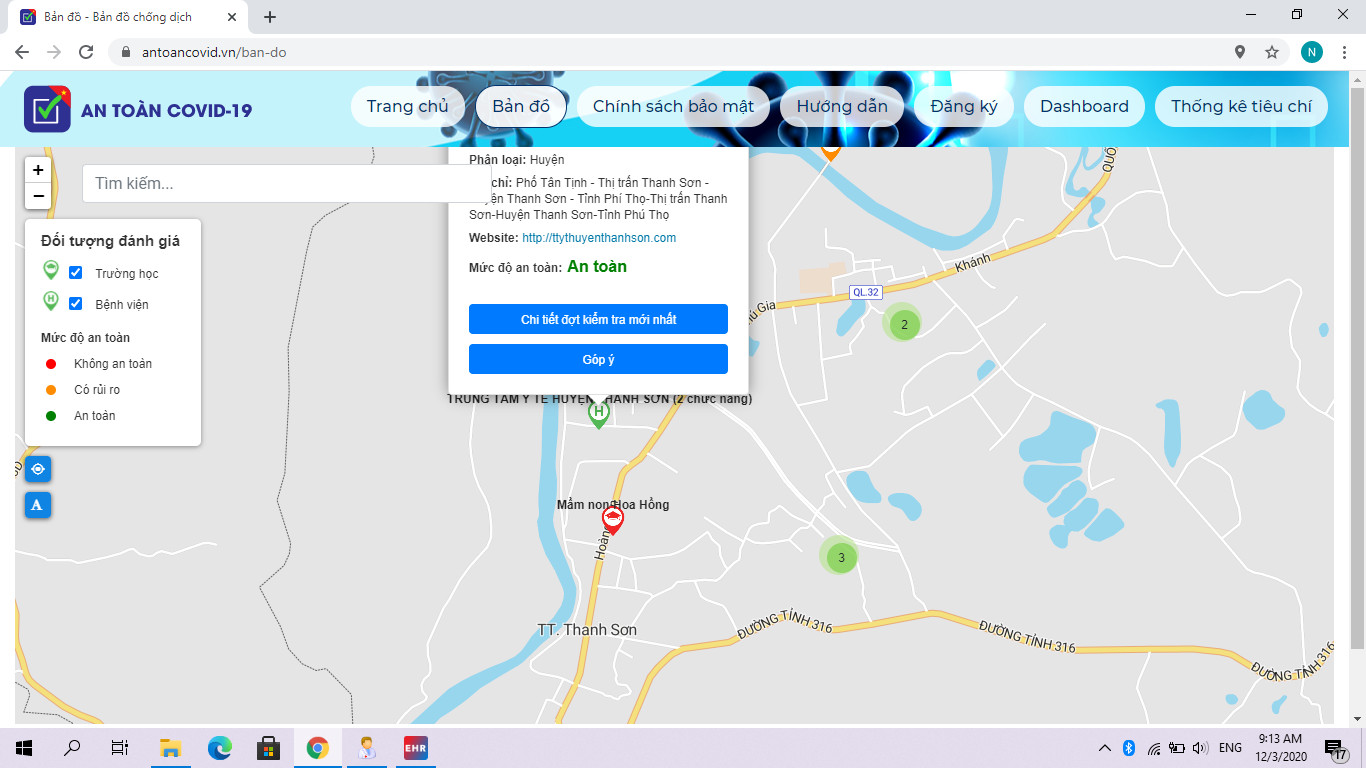 Bản đồ - Bản đồ chống dịch
antoancovid.vn/ban-do
N
AN TOÀN COVID-19
Trang chủ
Bản đồ
Chính sách bảo mật
Hướng dẫn
Đăng ký
Dashboard
Thống kê tiêu chí
+
−
Tìm kiếm...
Đối tượng đánh giá
Trường học
H
Bệnh viện
Mức độ an toàn
Không an toàn
Có rủi ro
An toàn
A
Phân loại: Huyện
chỉ: Phố Tân Tịnh - Thị trấn Thanh Sơn -
Thanh Sơn - Tỉnh Phí Thọ-Thị trấn Thanh
Sơn-Huyện Thanh Sơn-Tỉnh Phú Thọ
Website: http://ttythuyenthanhson.com
Mức độ an toàn: An toàn
Chi tiết đợt kiểm tra mới nhất
Góp ý
TRUNG TÂM Y TẾ HUYỆN THANH SƠN (2 chức năng)
H
Mầm non Hoa Hồng
Hoàng
TT. Thanh Sơn
Khánh
QL.32
Gia
QUỐ
2
3
ĐƯỜNG TỈNH 316
ĐƯỜNG TỈNH 316
ĐƯỜNG TỈNH 316
EHR
ENG
9:13 AM
12/3/2020
17